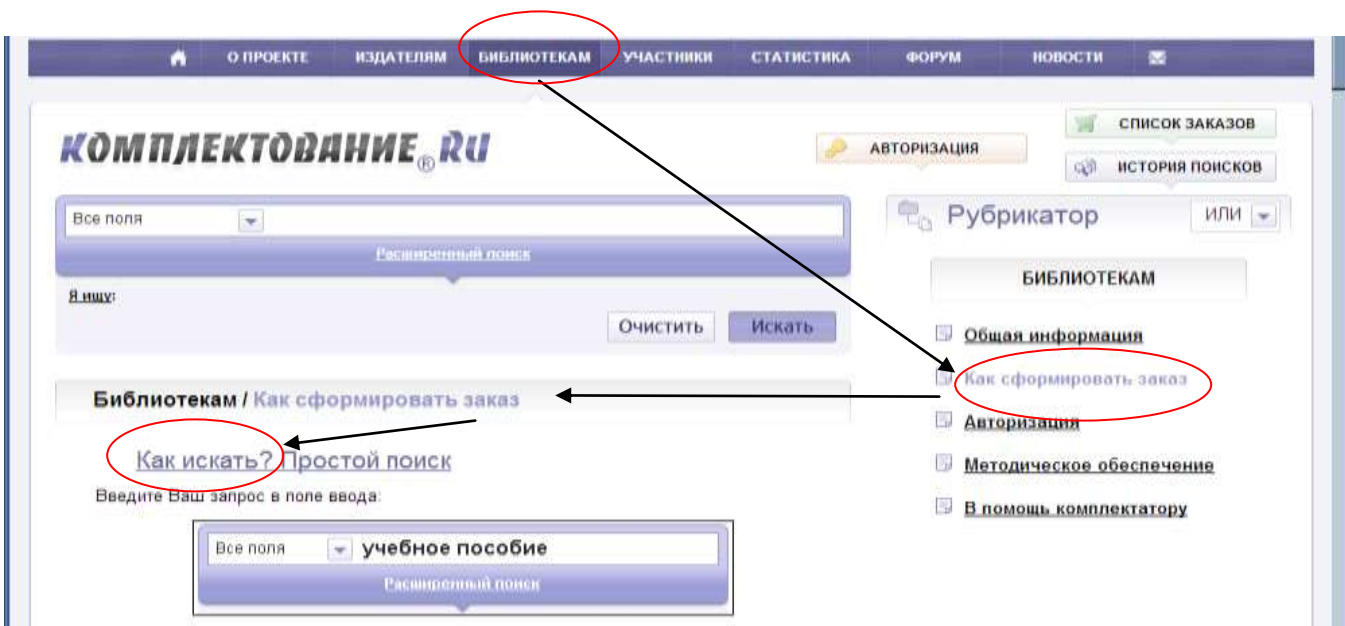 О ПРОЕКТЕ ИЗДАТЕЛЯМ БИБЛИОТЕКАМ УЧАСТНИКИ СТАТИСТИКА ФОРУМ НОВОСТИ
КОМПЛЕКТОВАНИЕ ® RU
АВТОРИЗАЦИЯ
СПИСОК ЗАКАЗОВ
ИСТОРИЯ ПОИСКОВ
Все поля
Расширенный поиск
Я ищу:
Очистить Искать
Рубрикатор ИЛИ
БИБЛИОТЕКАМ
Общая информация
Как сформировать заказ
Авторизация
Методическое обеспечение
В помощь комплектатору
Библиотекам / Как сформировать заказ
Как искать? Простой поиск
Введите Ваш запрос в поле ввода:
Все поля учебное пособие
Расширенный поиск